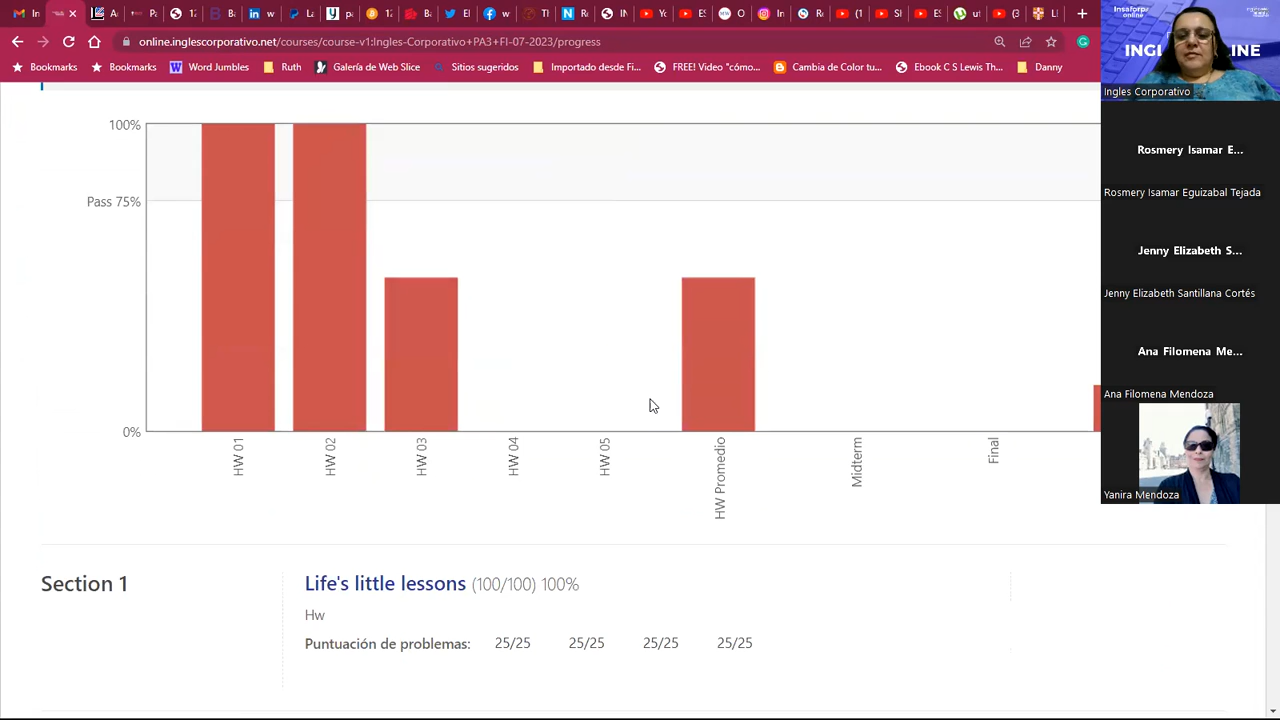 online.inglescorporativo.net/courses/course-v1:Ingles-Corporativo+PA3+FI-07-2023/progress
Bookmarks
Bookmarks
Word Jumbles
Ruth
Galería de Web Slice
Sitios sugeridos
Importado desde Fi...
FREE! Video "cómo...
Cambia de Color tu...
Ebook C S Lewis Th...
Danny
Insaforp
online
INGL
INE
Ingles Corporativo
Rosmery Isamar E...
Rosmery Isamar Eguizabal Tejada
Jenny Elizabeth S...
Jenny Elizabeth Santillana Cortés
Ana Filomena Me...
Ana Filomena Mendoza
Yanira Mendoza
100%
Pass 75%
0%
HW 01
HW 02
HW 03
HW 04
HW 05
HW Promedio
Midterm
Final
Section 1
Life's little lessons (100/100) 100%
Hw
Puntuación de problemas: 25/25 25/25 25/25 25/25